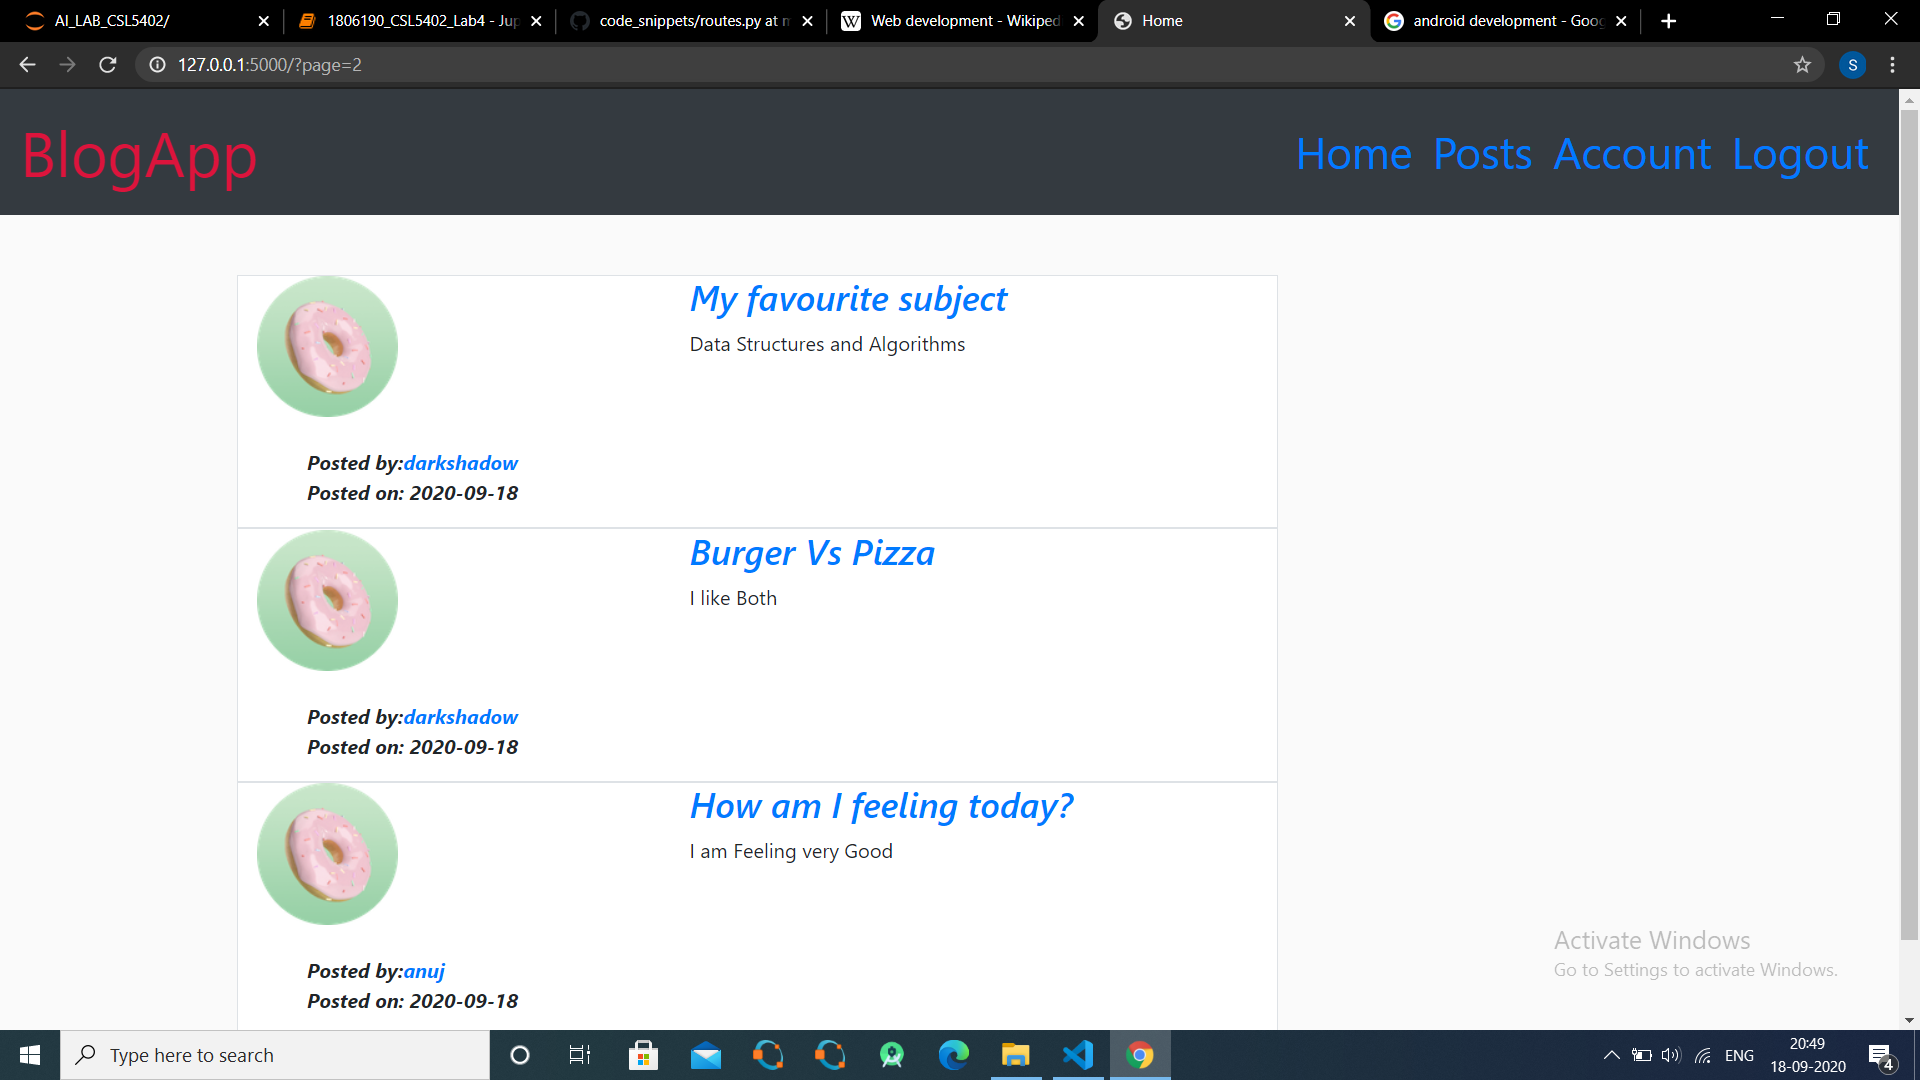 AI_LAB_CSL5402/
1806190_CSL5402_Lab4 - Jup
code_snippets/routes.py at m
Web development - Wikiped
Home
android development - Goog
127.0.0.1:5000/?page=2
S
BlogApp
Home Posts Account Logout
My favourite subject
Data Structures and Algorithms
Posted by:darkshadow
Posted on: 2020-09-18
Burger Vs Pizza
I like Both
Posted by:darkshadow
Posted on: 2020-09-18
How am I feeling today?
I am Feeling very Good
Posted by:anuj
Posted on: 2020-09-18
Activate Windows
Go to Settings to activate Windows.
Type here to search
ENG
20:49
18-09-2020
4